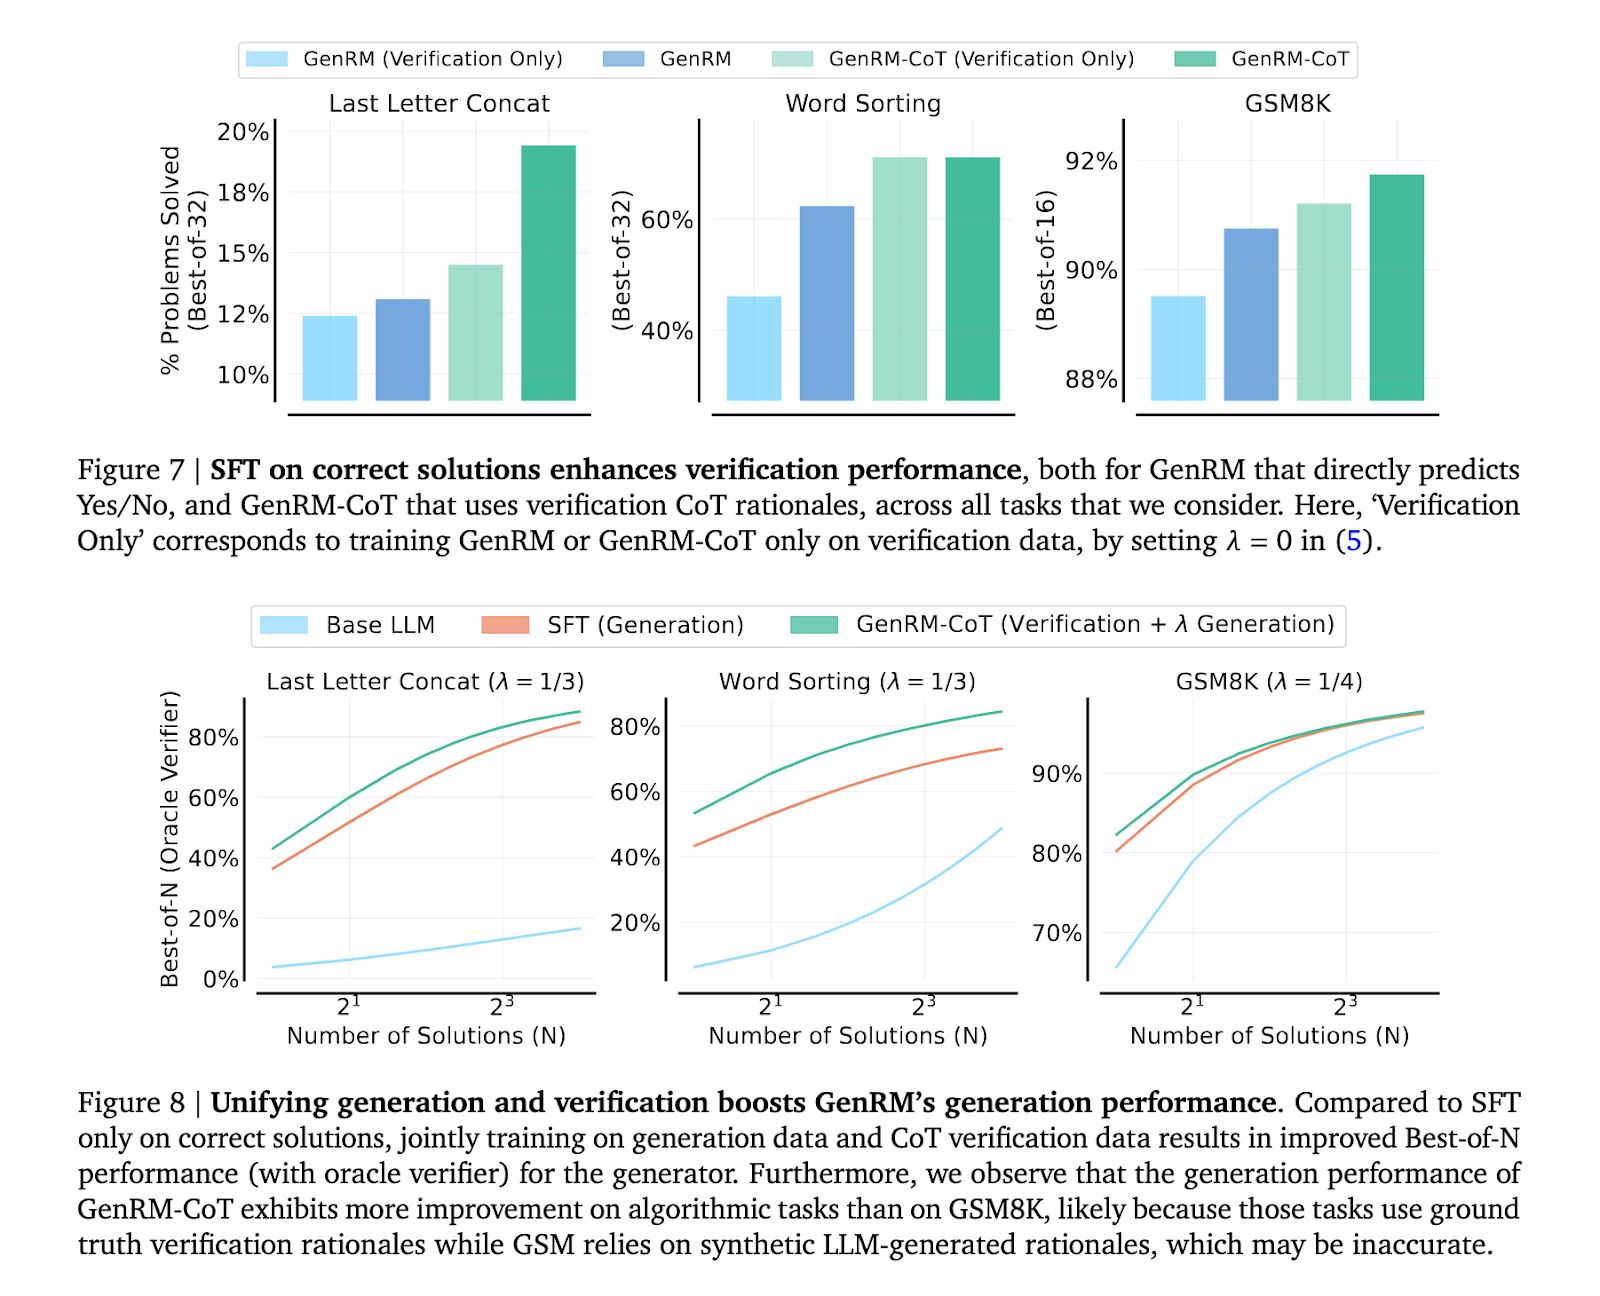 GenRM (Verification Only) GenRM GenRM-CoT (Verification Only) GenRM-CoT
Last Letter Concat
% Problems Solved
(Best-of-32)
20%
18%
15%
12%
10%
Word Sorting
(Best-of-32)
60%
40%
GSM8K
(Best-of-16)
92%
90%
88%
Figure 7 | SFT on correct solutions enhances verification performance, both for GenRM that directly predicts
Yes/No, and GenRM-CoT that uses verification CoT rationales, across all tasks that we consider. Here, ‘Verification
Only’ corresponds to training GenRM or GenRM-CoT only on verification data, by setting λ = 0 in (5).
Base LLM SFT (Generation) GenRM-CoT (Verification + λ Generation)
Last Letter Concat (λ = 1/3)
Best-of-N (Oracle Verifier)
80%
60%
40%
20%
0%
2¹ 2³
Number of Solutions (N)
Word Sorting (λ = 1/3)
80%
60%
40%
20%
2¹ 2³
Number of Solutions (N)
GSM8K (λ = 1/4)
90%
80%
70%
2¹ 2³
Number of Solutions (N)
Figure 8 | Unifying generation and verification boosts GenRM’s generation performance. Compared to SFT
only on correct solutions, jointly training on generation data and CoT verification data results in improved Best-of-N
performance (with oracle verifier) for the generator. Furthermore, we observe that the generation performance of
GenRM-CoT exhibits more improvement on algorithmic tasks than on GSM8K, likely because those tasks use ground
truth verification rationales while GSM relies on synthetic LLM-generated rationales, which may be inaccurate.